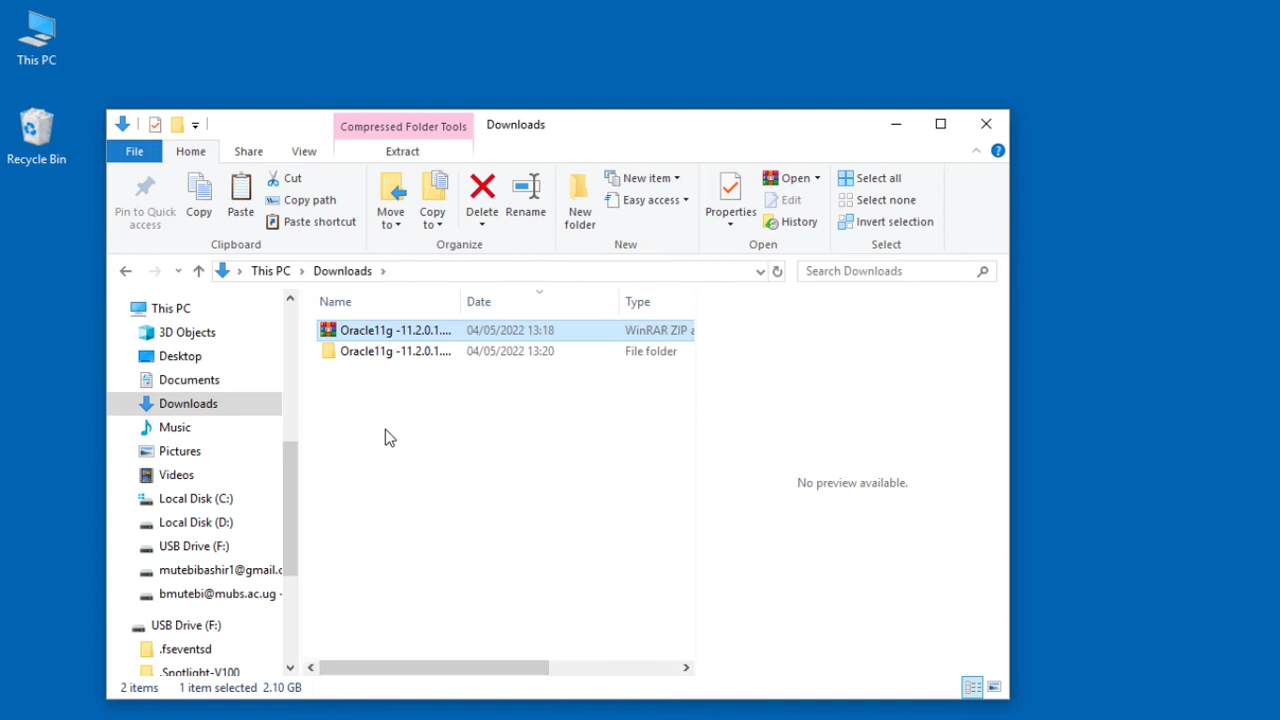 This PC
Recycle Bin
Compressed Folder Tools
Downloads
File
Home
Share
View
Extract
Pin to Quick access
Copy
Paste
Cut
Copy path
Paste shortcut
Clipboard
Move to
Copy to
Delete
Rename
Organize
New folder
New item
Easy access
New
Properties
Open
Edit
History
Open
Select all
Select none
Invert selection
Select
This PC > Downloads >
Search Downloads
Name
Date
Type
Oracle11g -11.2.0.1....
04/05/2022 13:18
WinRAR ZIP a
Oracle11g -11.2.0.1....
04/05/2022 13:20
File folder
This PC
3D Objects
Desktop
Documents
Downloads
Music
Pictures
Videos
Local Disk (C:)
Local Disk (D:)
USB Drive (F:)
mutebibashir1@gmail.c
bmutebi@mubs.ac.ug -
USB Drive (F:)
.fseventsd
.Spotlight-V100
No preview available.
2 items
1 item selected 2.10 GB